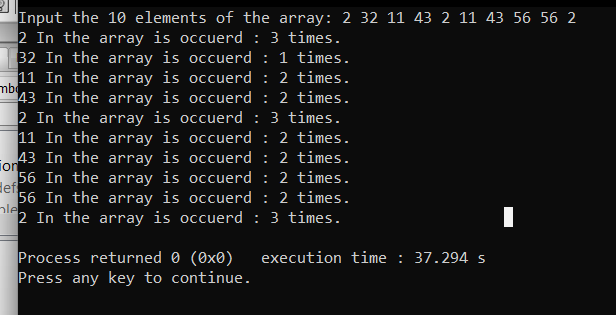 Input the 10 elements of the array: 2 32 11 43 2 11 43 56 56 2
2 In the array is occuerd : 3 times.
32 In the array is occuerd : 1 times.
11 In the array is occuerd : 2 times.
43 In the array is occuerd : 2 times.
2 In the array is occuerd : 3 times.
11 In the array is occuerd : 2 times.
43 In the array is occuerd : 2 times.
56 In the array is occuerd : 2 times.
56 In the array is occuerd : 2 times.
2 In the array is occuerd : 3 times.
Process returned 0 (0x0)   execution time : 37.294 s
Press any key to continue.